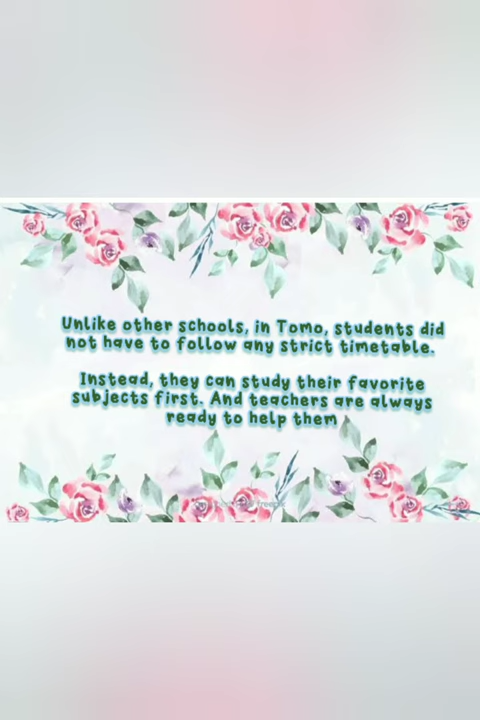 Unlike other schools, in Tomo, students did
not have to follow any strict timetable.
Instead, they can study their favorite
subjects first. And teachers are always
ready to help them